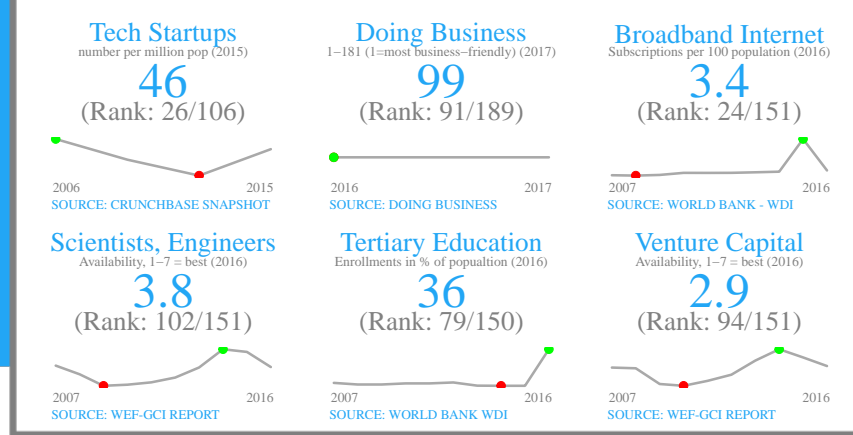 Tech Startups
number per million pop (2015)
46
(Rank: 26/106)
2006 2015
SOURCE: CRUNCHBASE SNAPSHOT
Doing Business
1−181 (1=most business−friendly) (2017)
99
(Rank: 91/189)
2016 2017
SOURCE: DOING BUSINESS
Broadband Internet
Subscriptions per 100 population (2016)
3.4
(Rank: 24/151)
2007 2016
SOURCE: WORLD BANK - WDI
Scientists, Engineers
Availability, 1−7 = best (2016)
3.8
(Rank: 102/151)
2007 2016
SOURCE: WEF-GCI REPORT
Tertiary Education
Enrollments in % of popualtion (2016)
36
(Rank: 79/150)
2007 2016
SOURCE: WORLD BANK WDI
Venture Capital
Availability, 1−7 = best (2016)
2.9
(Rank: 94/151)
2007 2016
SOURCE: WEF-GCI REPORT